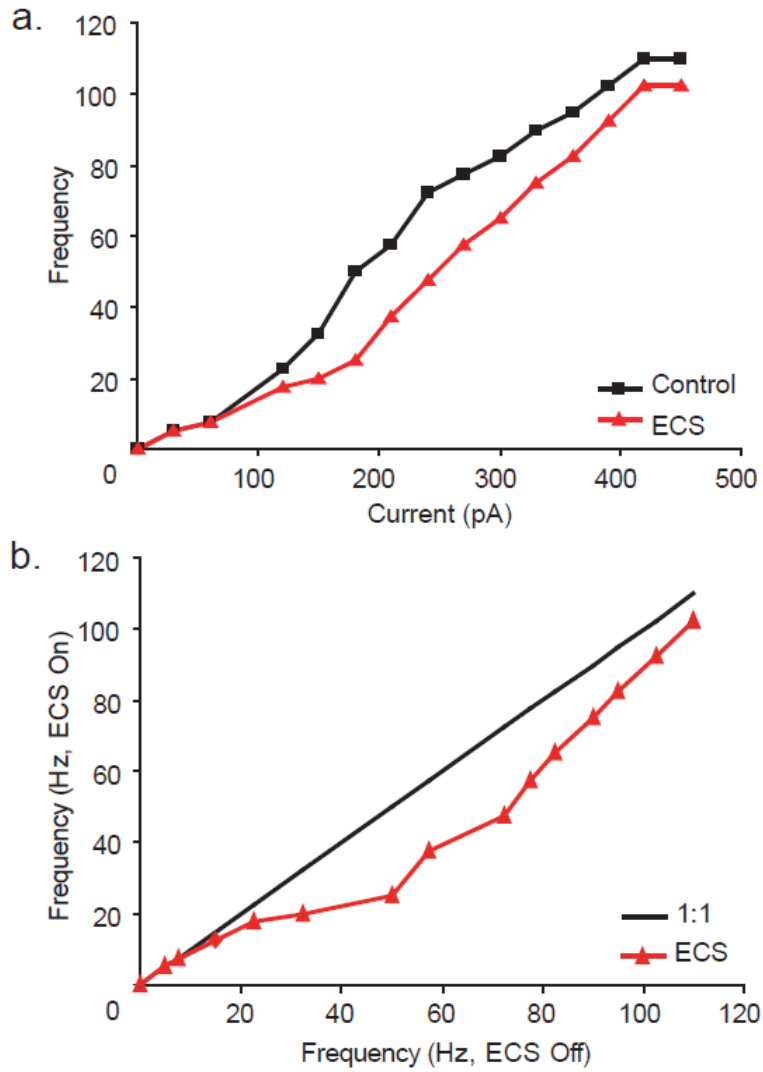 a.
120
100
80
60
40
20
0
Frequency
100 200 300 400 500
Current (pA)
Control
ECS
b.
120
100
80
60
40
20
0
Frequency (Hz, ECS On)
20 40 60 80 100 120
Frequency (Hz, ECS Off)
1:1
ECS